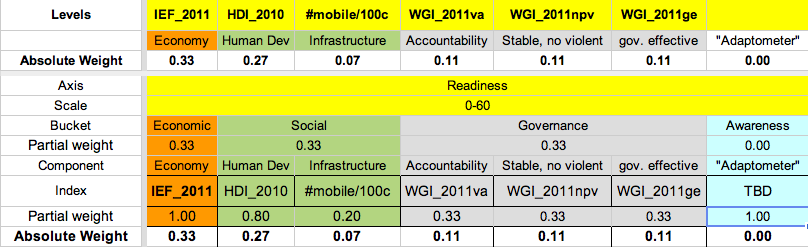 Levels IEF_2011 HDI_2010 #mobile/100c WGI_2011va WGI_2011npv WGI_2011ge
Economy Human Dev Infrastructure Accountability Stable, no violent gov. effective "Adaptometer"
Absolute Weight 0.33 0.27 0.07 0.11 0.11 0.11 0.00
Axis Readiness
Scale 0-60
Bucket Economic Social Governance Awareness
Partial weight 0.33 0.33 0.33 0.00
Component Economy Human Dev Infrastructure Accountability Stable, no violent gov. effective "Adaptometer"
Index IEF_2011 HDI_2010 #mobile/100c WGI_2011va WGI_2011npv WGI_2011ge TBD
Partial weight 1.00 0.80 0.20 0.33 0.33 0.33 1.00
Absolute Weight 0.33 0.27 0.07 0.11 0.11 0.11 0.00